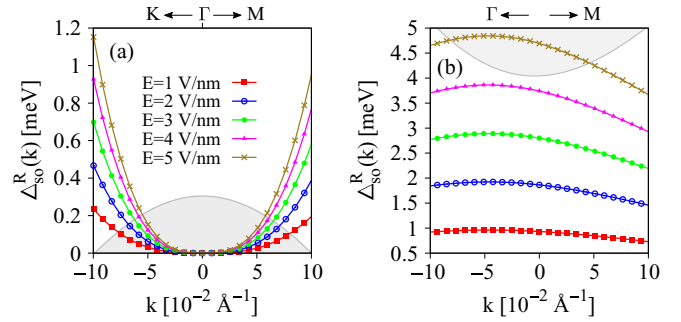 K ← Γ → M
(a)
Δ^R_so(k) [meV]
1.2
1
0.8
0.6
0.4
0.2
0
E=1 V/nm
E=2 V/nm
E=3 V/nm
E=4 V/nm
E=5 V/nm
−10 −5 0 5 10
k [10⁻² Å⁻¹]
Γ ← → M
(b)
Δ^R_so(k) [meV]
5
4.5
4
3.5
3
2.5
2
1.5
1
0.5
−10 −5 0 5 10
k [10⁻² Å⁻¹]